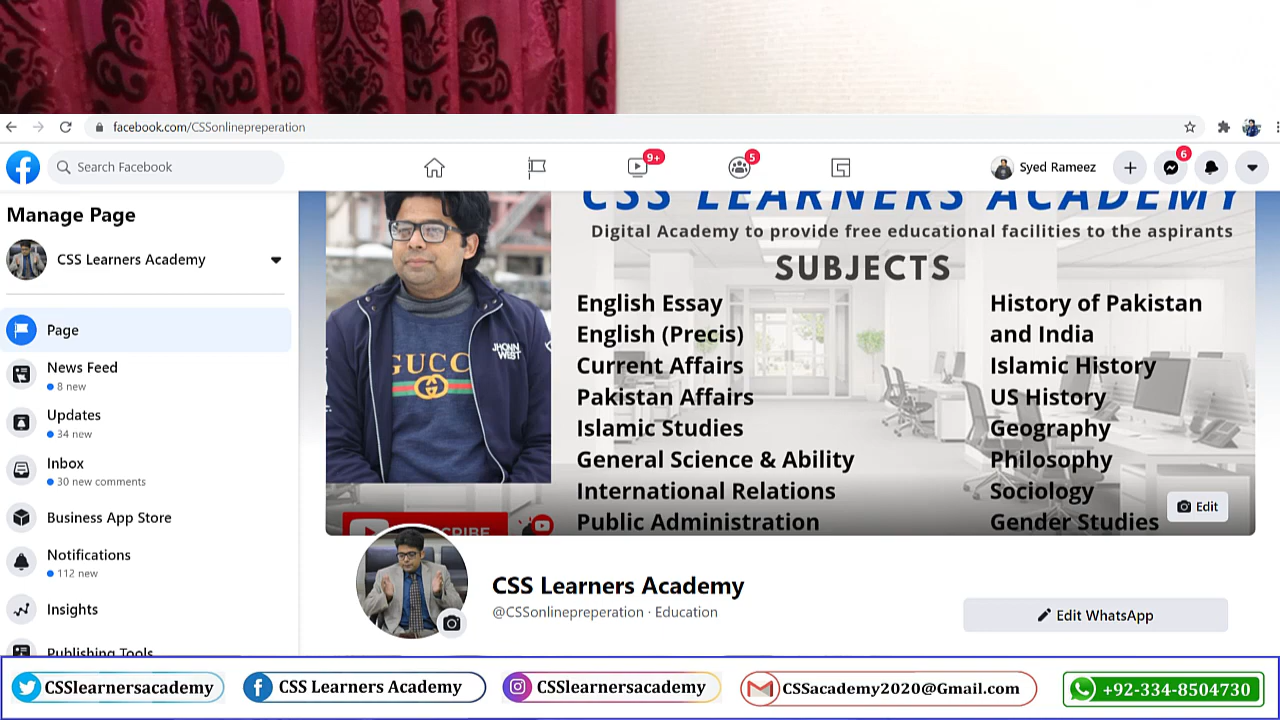 facebook.com/CSSonlinepreperation
Search Facebook
9+
5
Syed Rameez
6
Manage Page
CSS Learners Academy
Page
News Feed
8 new
Updates
34 new
Inbox
30 new comments
Business App Store
Notifications
112 new
Insights
Publishing Tools
CSS LEARNERS ACADEMY
Digital Academy to provide free educational facilities to the aspirants
SUBJECTS
English Essay
English (Precis)
Current Affairs
Pakistan Affairs
Islamic Studies
General Science & Ability
International Relations
Public Administration
History of Pakistan
and India
Islamic History
US History
Geography
Philosophy
Sociology
Gender Studies
GUCC
JHONN
WEST
Edit
CSS Learners Academy
@CSSonlinepreperation · Education
Edit WhatsApp
CSSlearnersacademy
CSS Learners Academy
CSSlearnersacademy
CSSacademy2020@Gmail.com
+92-334-8504730